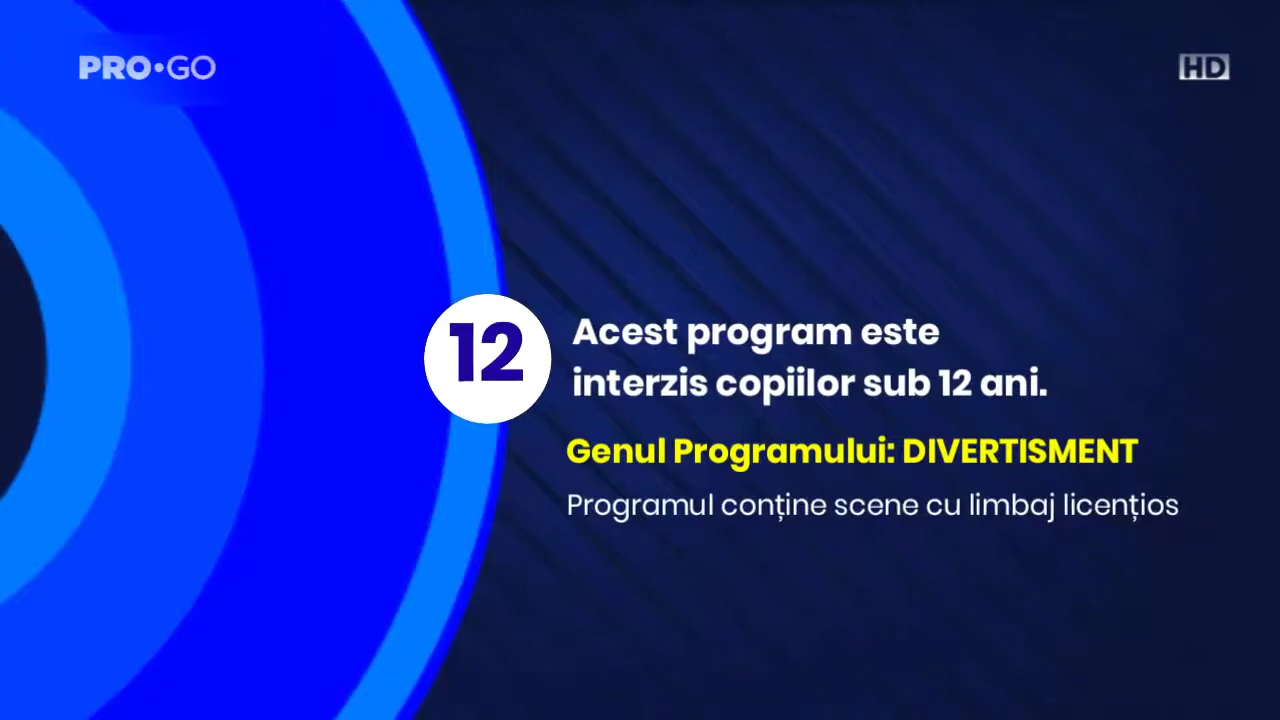 PRO•GO
HD
12
Acest program este
interzis copiilor sub 12 ani.
Genul Programului: DIVERTISMENT
Programul conține scene cu limbaj licențios